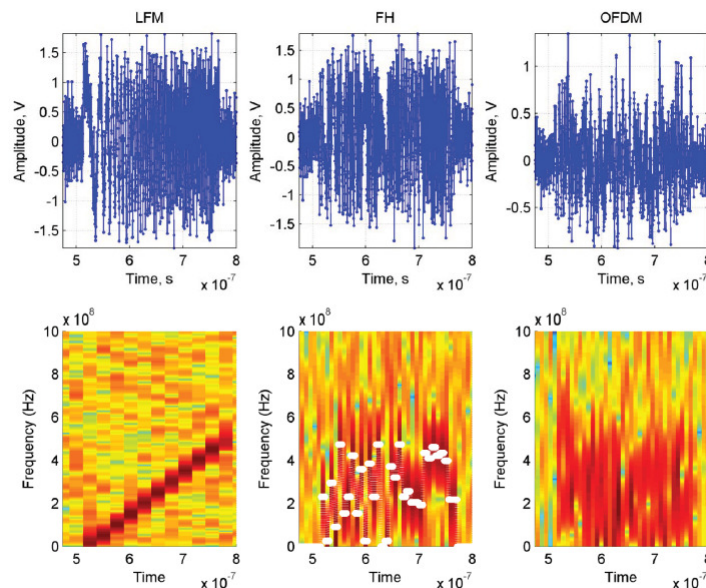 LFM
FH
OFDM
Amplitude, V
1.5
1
0.5
0
-0.5
-1
-1.5
5 6 7 8
Time, s
x 10⁻⁷
Amplitude, V
1.5
1
0.5
0
-0.5
-1
-1.5
5 6 7 8
Time, s
x 10⁻⁷
Amplitude, V
1
0.5
0
-0.5
5 6 7 8
Time, s
x 10⁻⁷
x 10⁸
Frequency (Hz)
10
8
6
4
2
0
5 6 7 8
Time
x 10⁻⁷
x 10⁸
Frequency (Hz)
10
8
6
4
2
0
5 6 7 8
Time
x 10⁻⁷
x 10⁸
Frequency (Hz)
10
8
6
4
2
0
5 6 7 8
Time
x 10⁻⁷